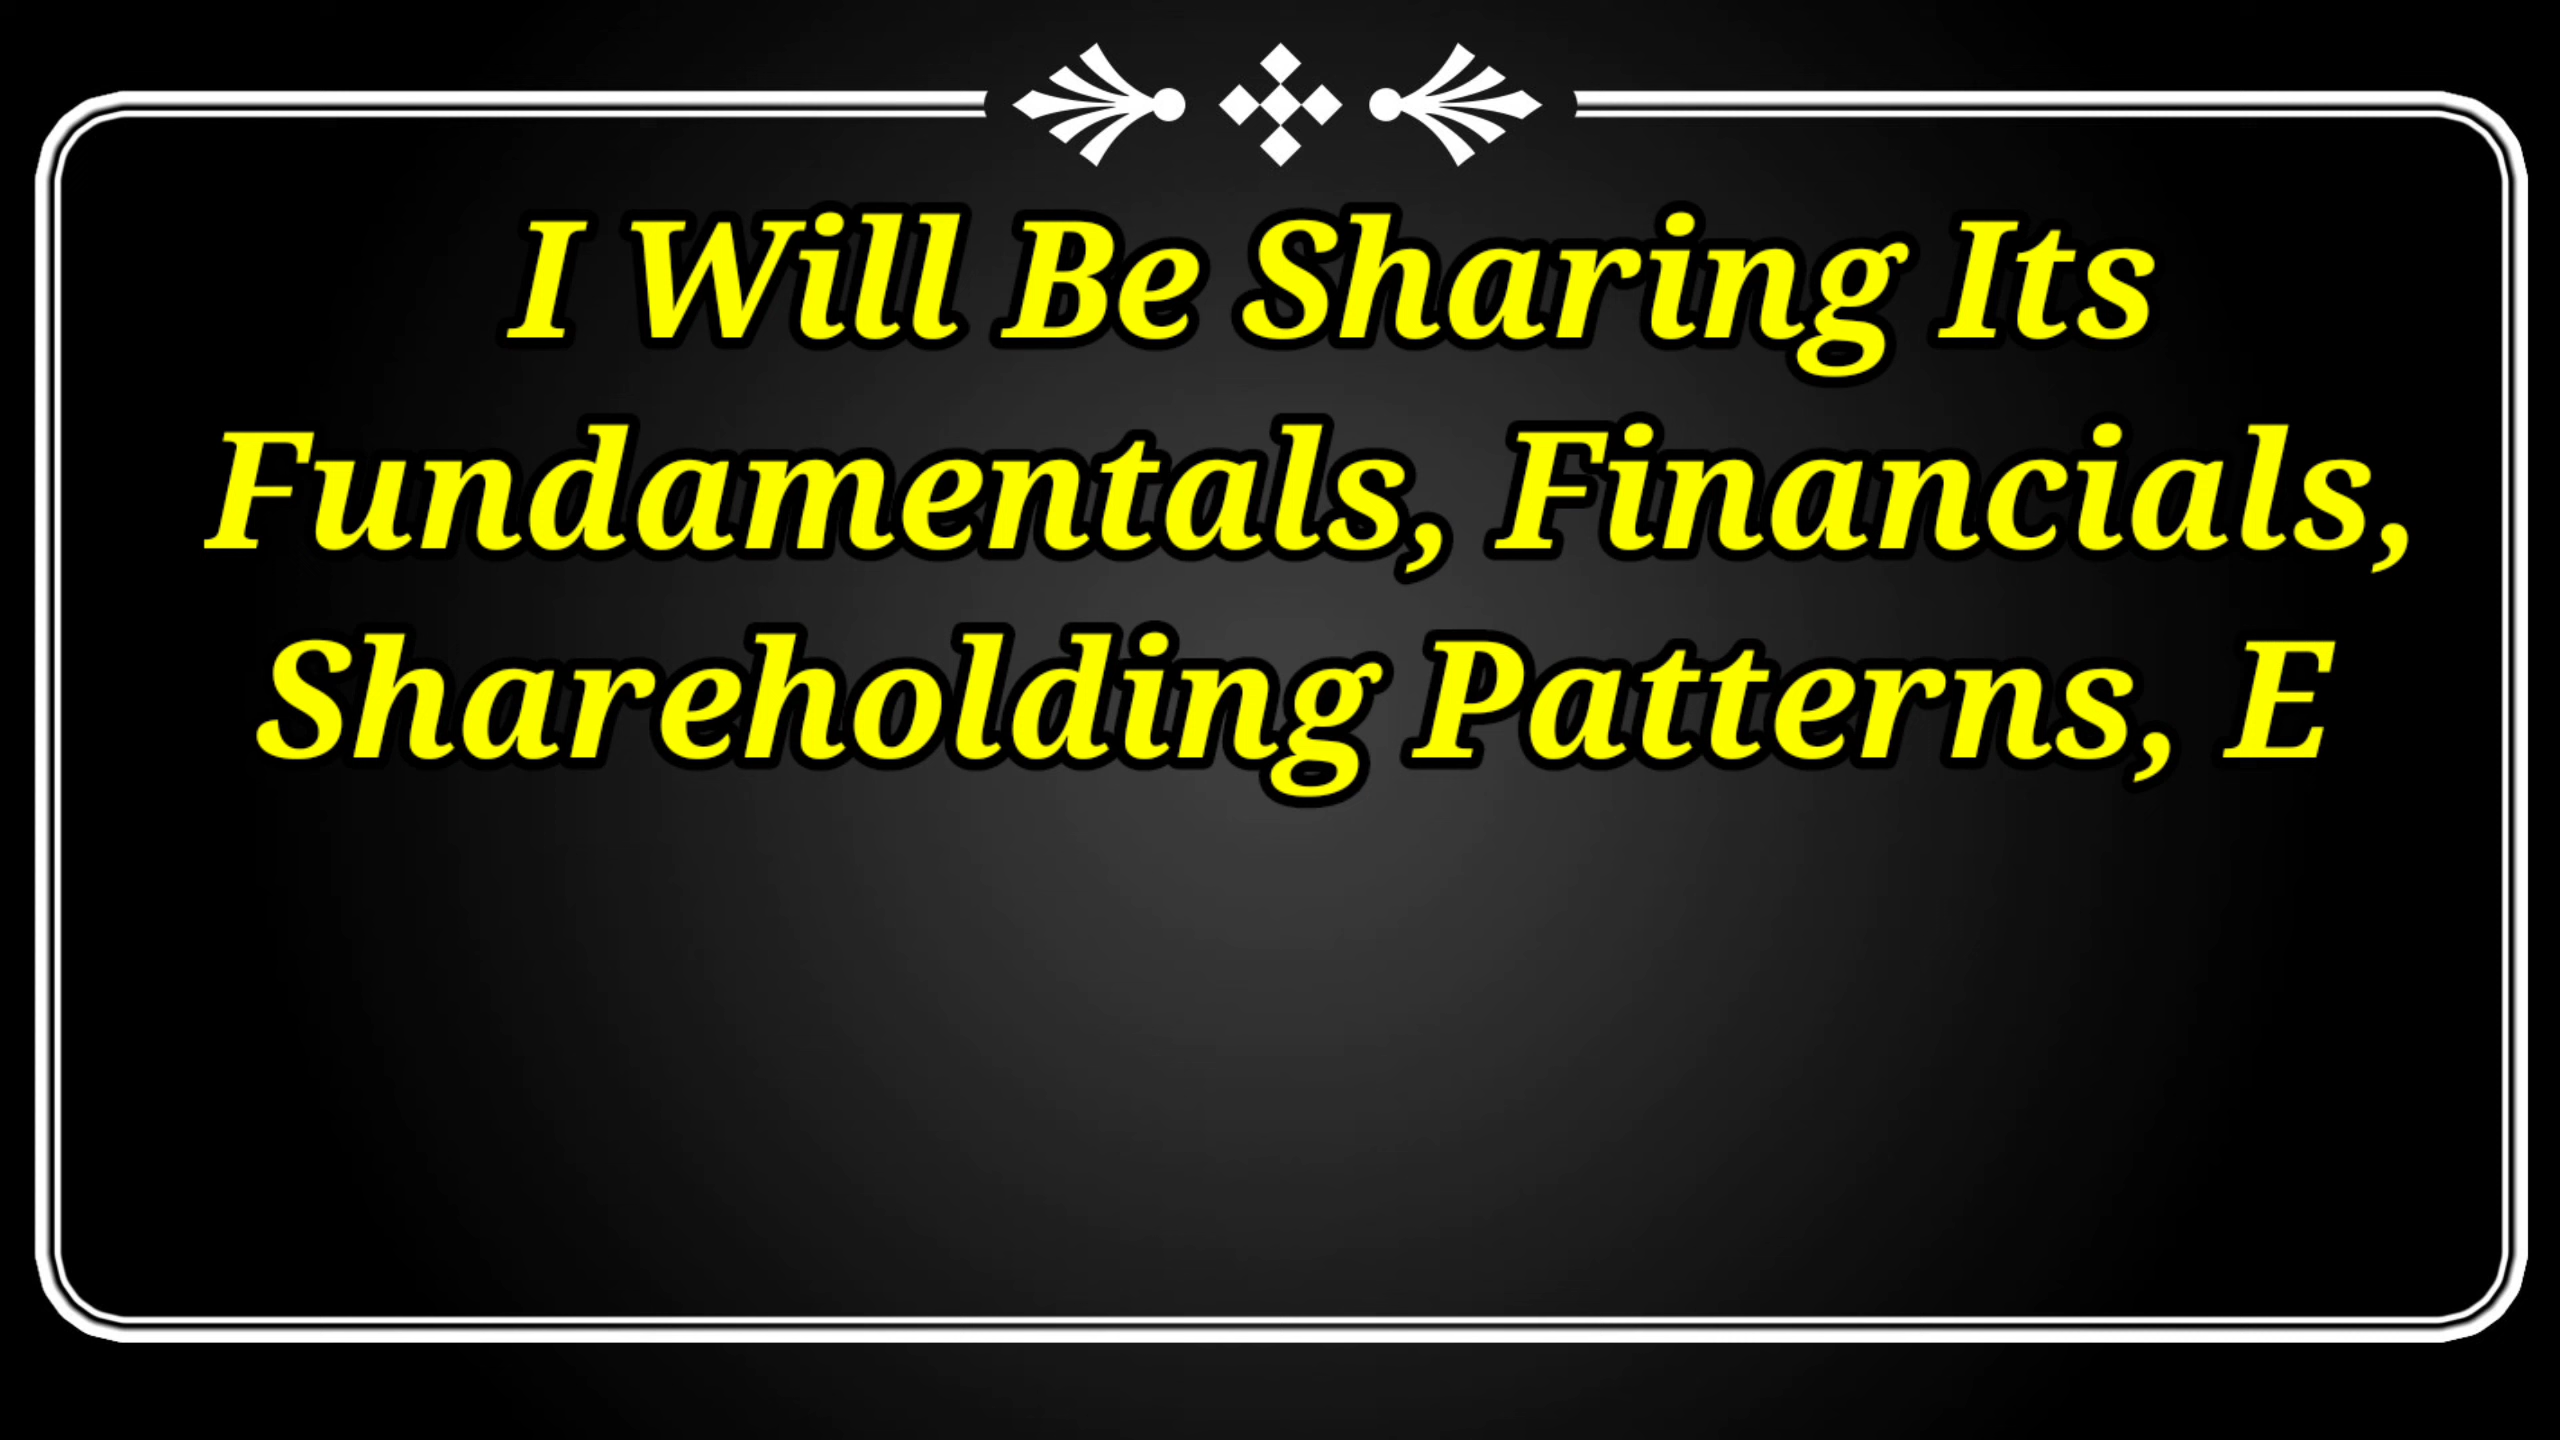 I Will Be Sharing Its
Fundamentals, Financials,
Shareholding Patterns, E